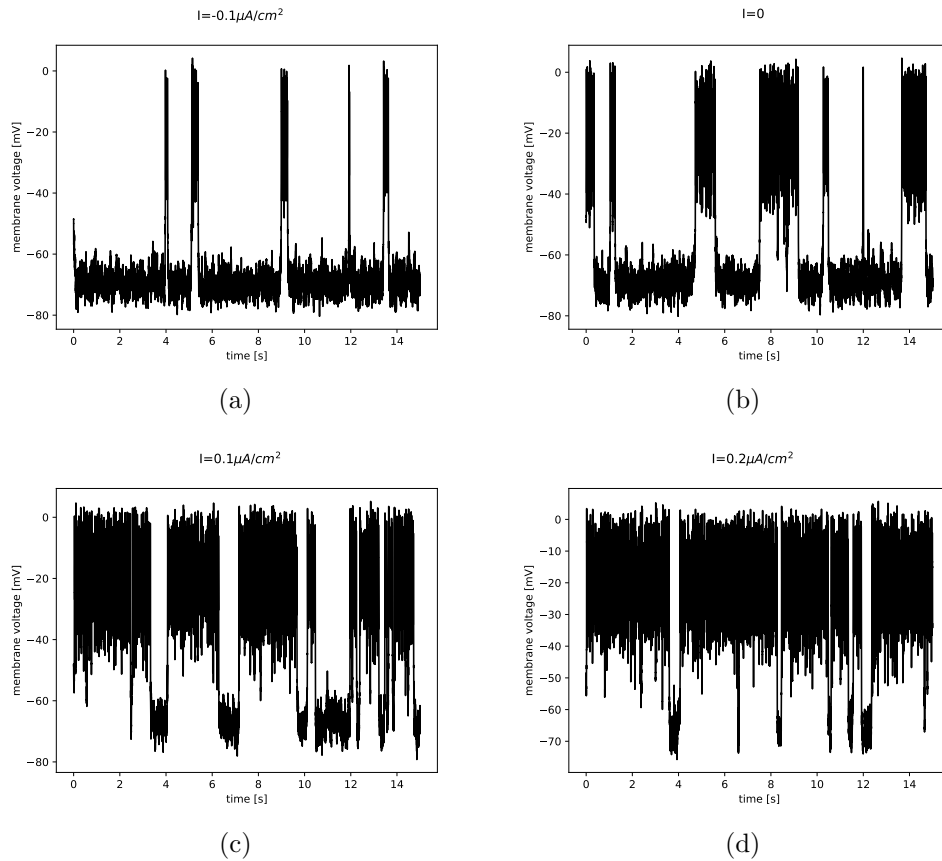 I=-0.1μA/cm²
membrane voltage [mV]
0
−20
−40
−60
−80
0 2 4 6 8 10 12 14
time [s]
(a)
I=0
membrane voltage [mV]
0
−20
−40
−60
−80
0 2 4 6 8 10 12 14
time [s]
(b)
I=0.1μA/cm²
membrane voltage [mV]
0
−20
−40
−60
−80
0 2 4 6 8 10 12 14
time [s]
(c)
I=0.2μA/cm²
membrane voltage [mV]
0
−10
−20
−30
−40
−50
−60
−70
0 2 4 6 8 10 12 14
time [s]
(d)